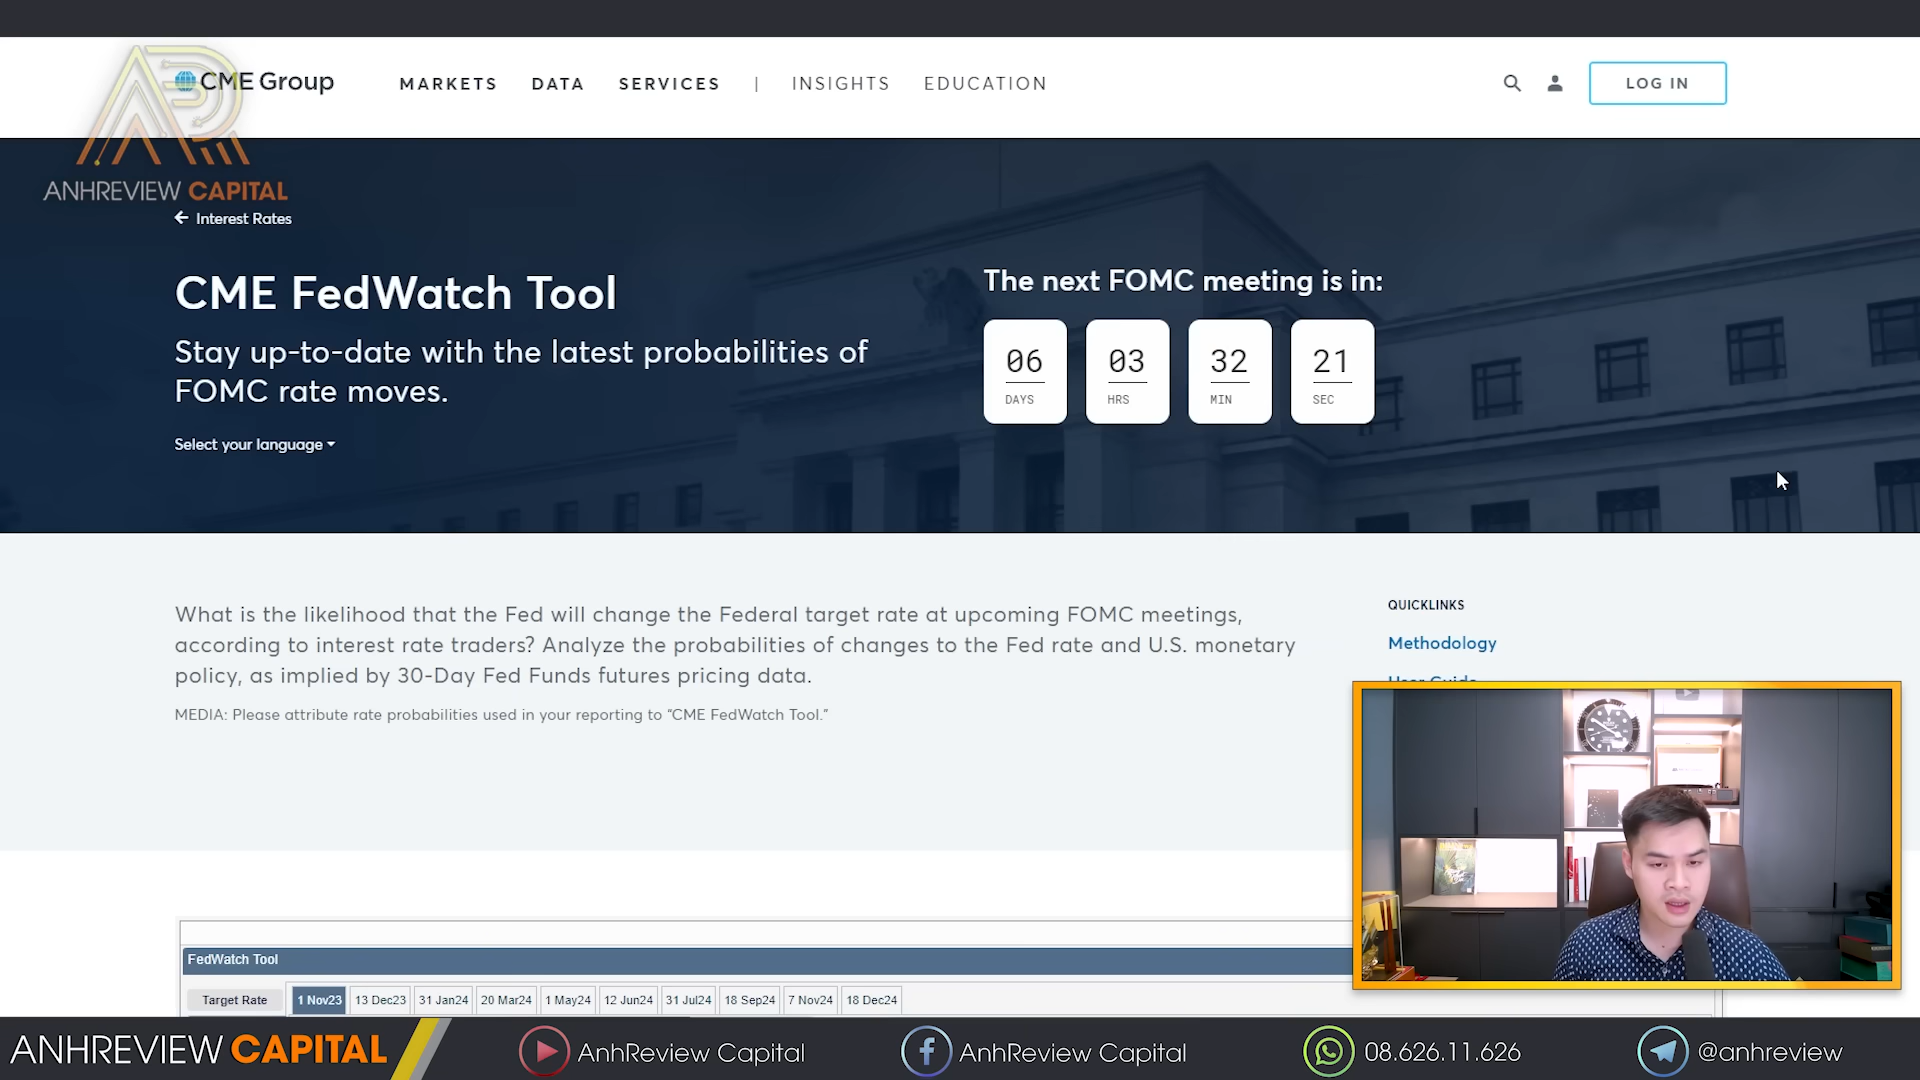 CME Group
MARKETS DATA SERVICES | INSIGHTS EDUCATION
LOG IN
ANHREVIEW CAPITAL
Interest Rates
CME FedWatch Tool
Stay up-to-date with the latest probabilities of
FOMC rate moves.
Select your language
The next FOMC meeting is in:
06 03 32 21
DAYS HRS MIN SEC
What is the likelihood that the Fed will change the Federal target rate at upcoming FOMC meetings,
according to interest rate traders? Analyze the probabilities of changes to the Fed rate and U.S. monetary
policy, as implied by 30-Day Fed Funds futures pricing data.
MEDIA: Please attribute rate probabilities used in your reporting to “CME FedWatch Tool.”
QUICKLINKS
Methodology
User Guide
FedWatch Tool
Target Rate 1 Nov23 13 Dec23 31 Jan24 20 Mar24 1 May24 12 Jun24 31 Jul24 18 Sep24 7 Nov24 18 Dec24
ANHREVIEW CAPITAL AnhReview Capital AnhReview Capital 08.626.11.626 @anhreview